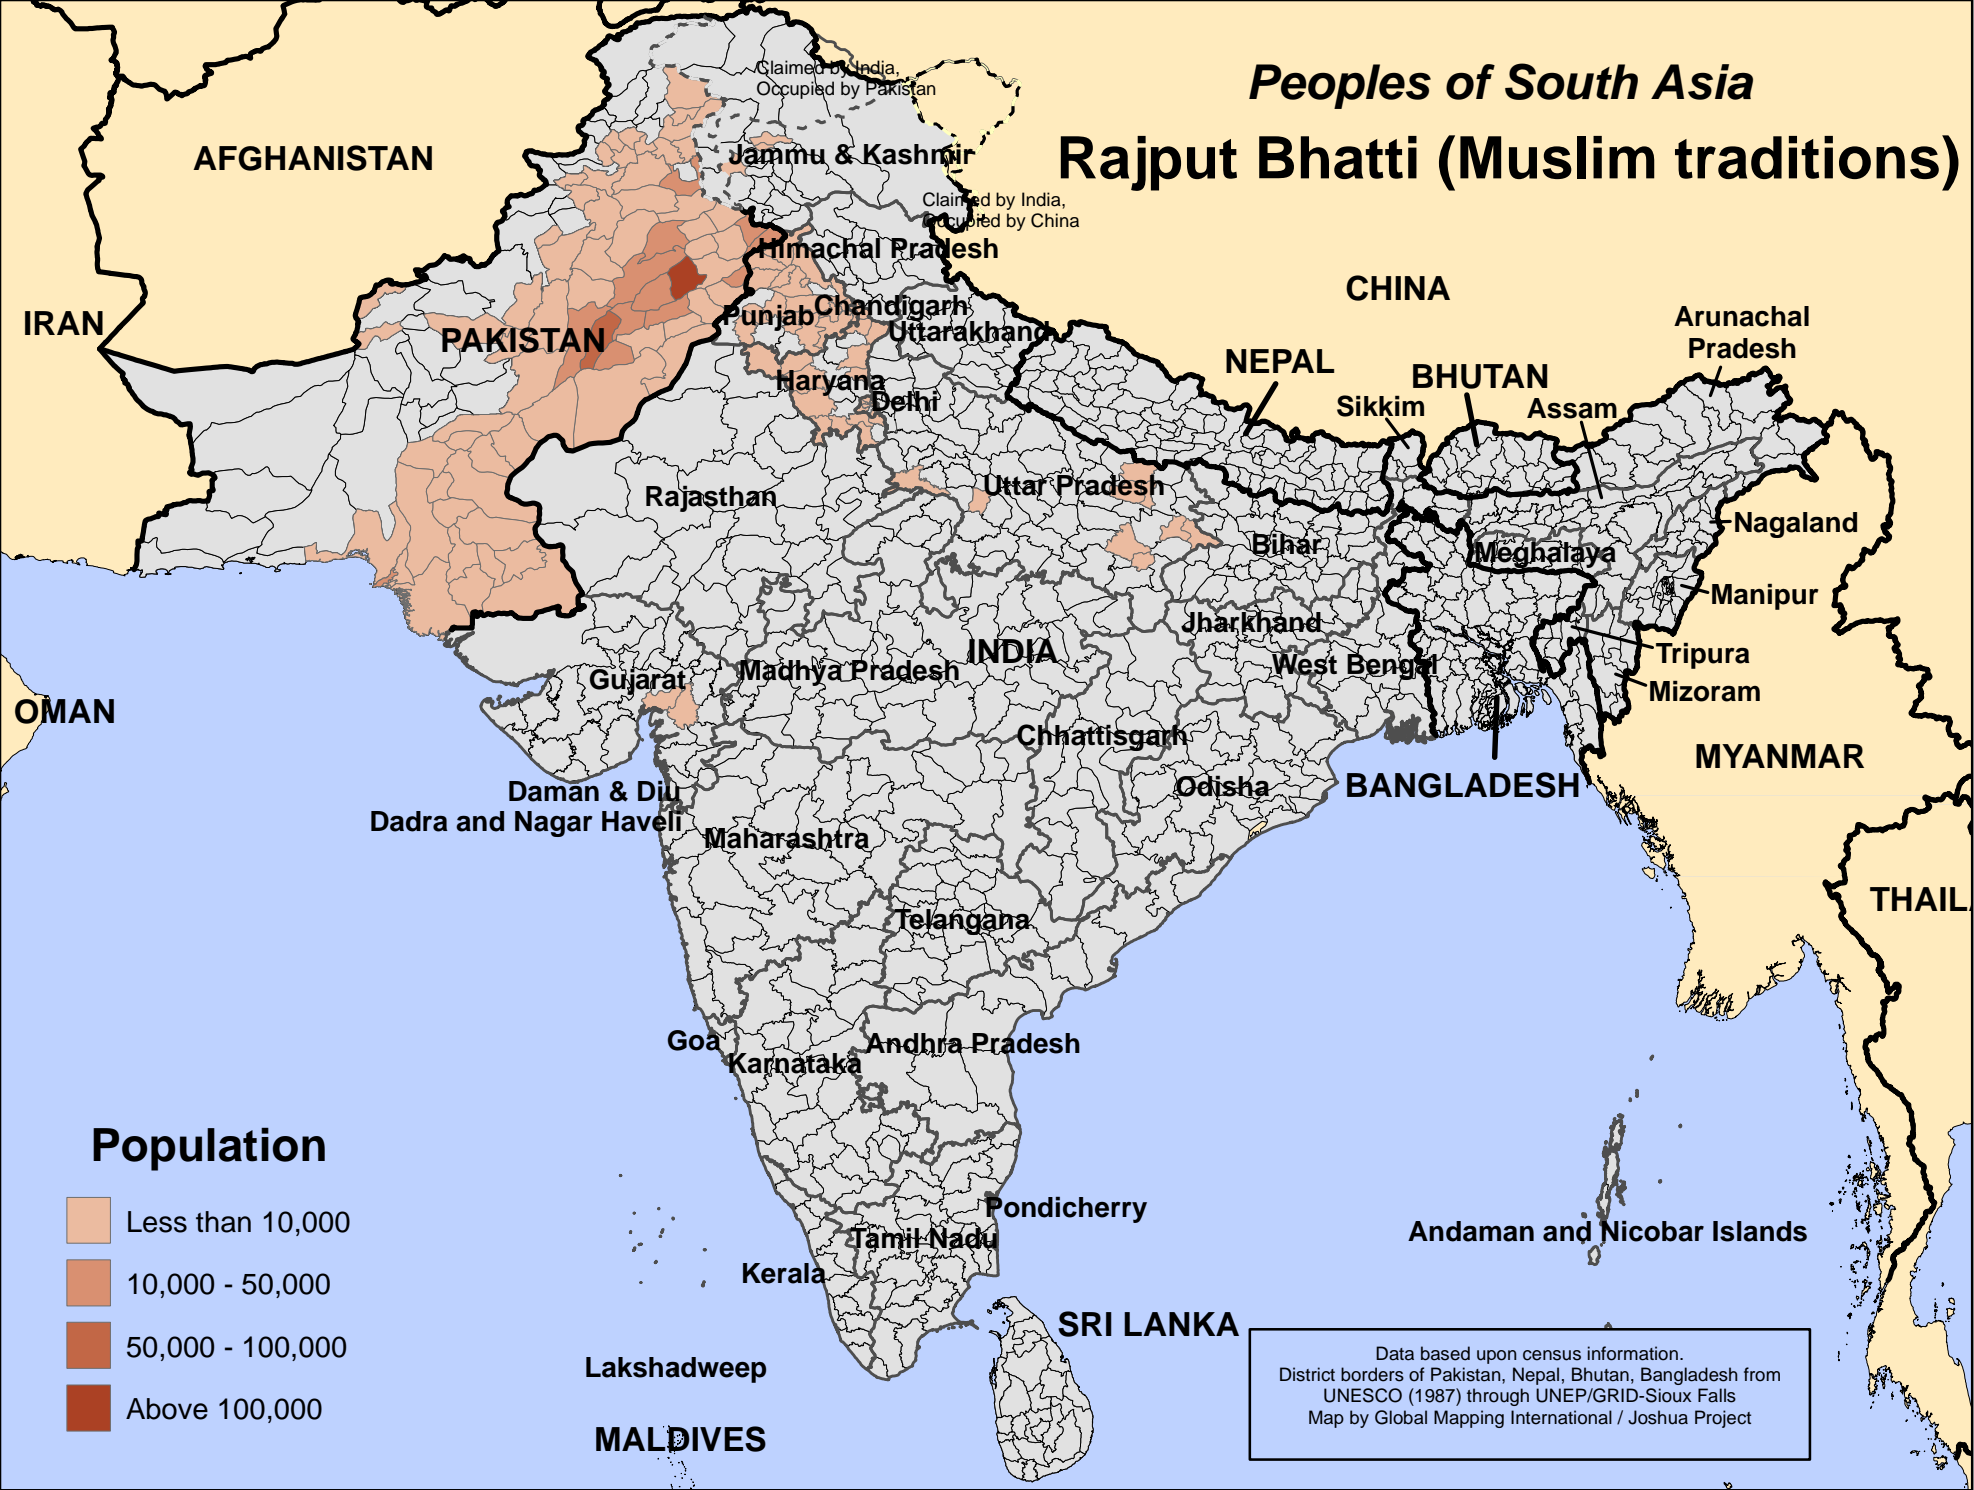 Peoples of South Asia
Rajput Bhatti (Muslim traditions)
Claimed by India,
Occupied by Pakistan
AFGHANISTAN
Jammu & Kashmir
Claimed by India,
Occupied by China
Himachal Pradesh
CHINA
IRAN
PAKISTAN
Punjab
Chandigarh
Uttarakhand
Arunachal
Pradesh
NEPAL
BHUTAN
Haryana
Delhi
Sikkim
Assam
Rajasthan
Uttar Pradesh
Nagaland
Bihar
Meghalaya
Manipur
Jharkhand
INDIA
Tripura
West Bengal
Madhya Pradesh
Gujarat
Mizoram
OMAN
Chhattisgarh
MYANMAR
BANGLADESH
Odisha
Daman & Diu
Dadra and Nagar Haveli
Maharashtra
THAIL
Telangana
Goa
Andhra Pradesh
Karnataka
Population
Less than 10,000
10,000 - 50,000
50,000 - 100,000
Above 100,000
Pondicherry
Tamil Nadu
Andaman and Nicobar Islands
Kerala
SRI LANKA
Lakshadweep
MALDIVES
Data based upon census information.
District borders of Pakistan, Nepal, Bhutan, Bangladesh from
UNESCO (1987) through UNEP/GRID-Sioux Falls
Map by Global Mapping International / Joshua Project